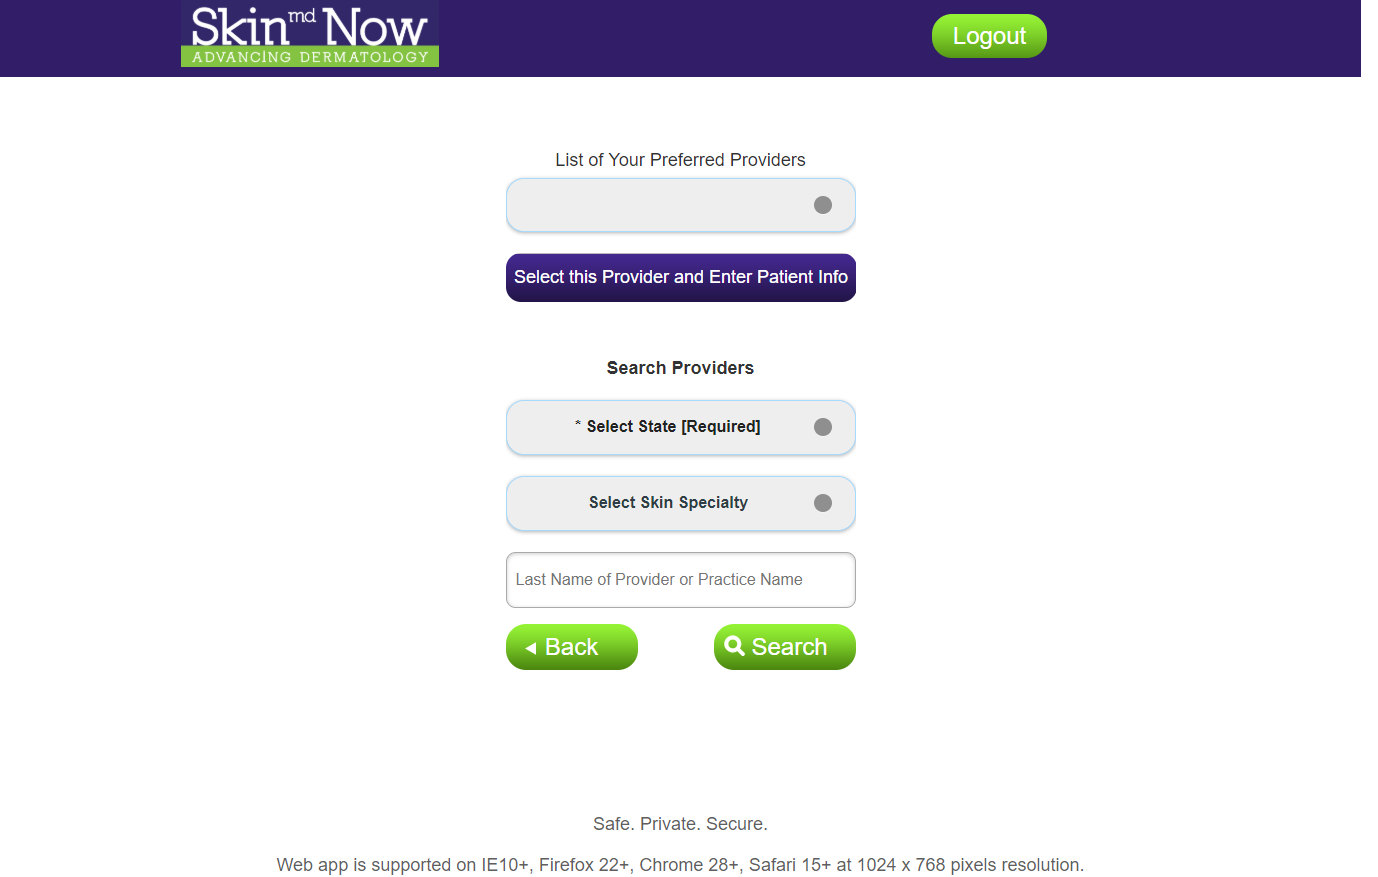 Skin md Now
ADVANCING DERMATOLOGY
Logout
List of Your Preferred Providers
Select this Provider and Enter Patient Info
Search Providers
* Select State [Required]
Select Skin Specialty
Last Name of Provider or Practice Name
Back
Search
Safe. Private. Secure.
Web app is supported on IE10+, Firefox 22+, Chrome 28+, Safari 15+ at 1024 x 768 pixels resolution.